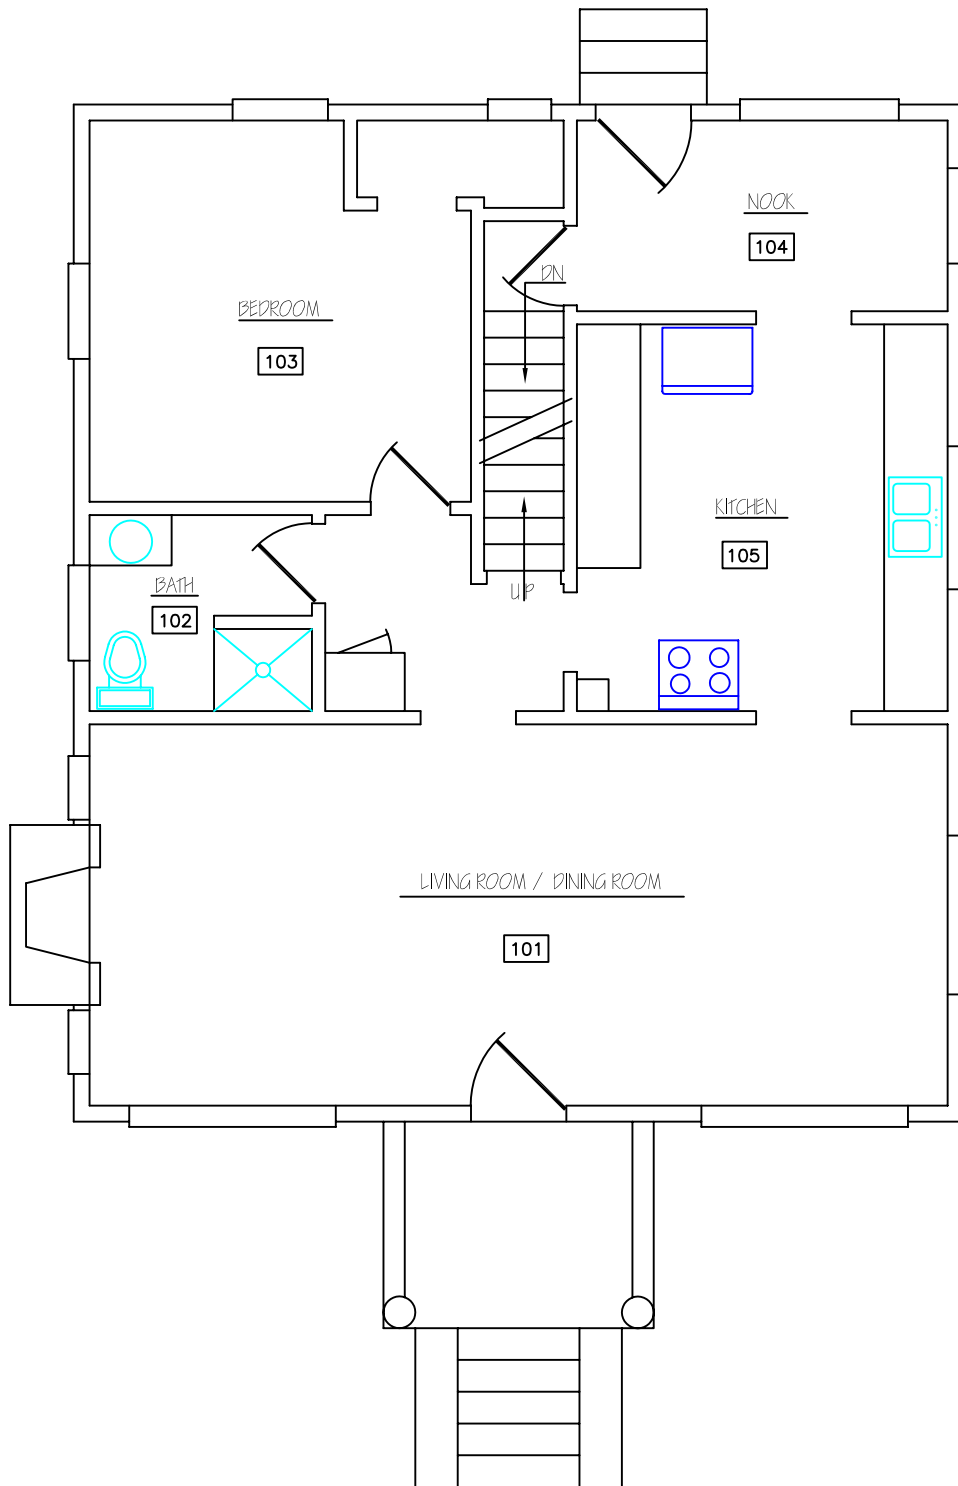 NOOK
104
DN
BEDROOM
103
KITCHEN
105
BATH
102
UP
LIVING ROOM / DINING ROOM
101